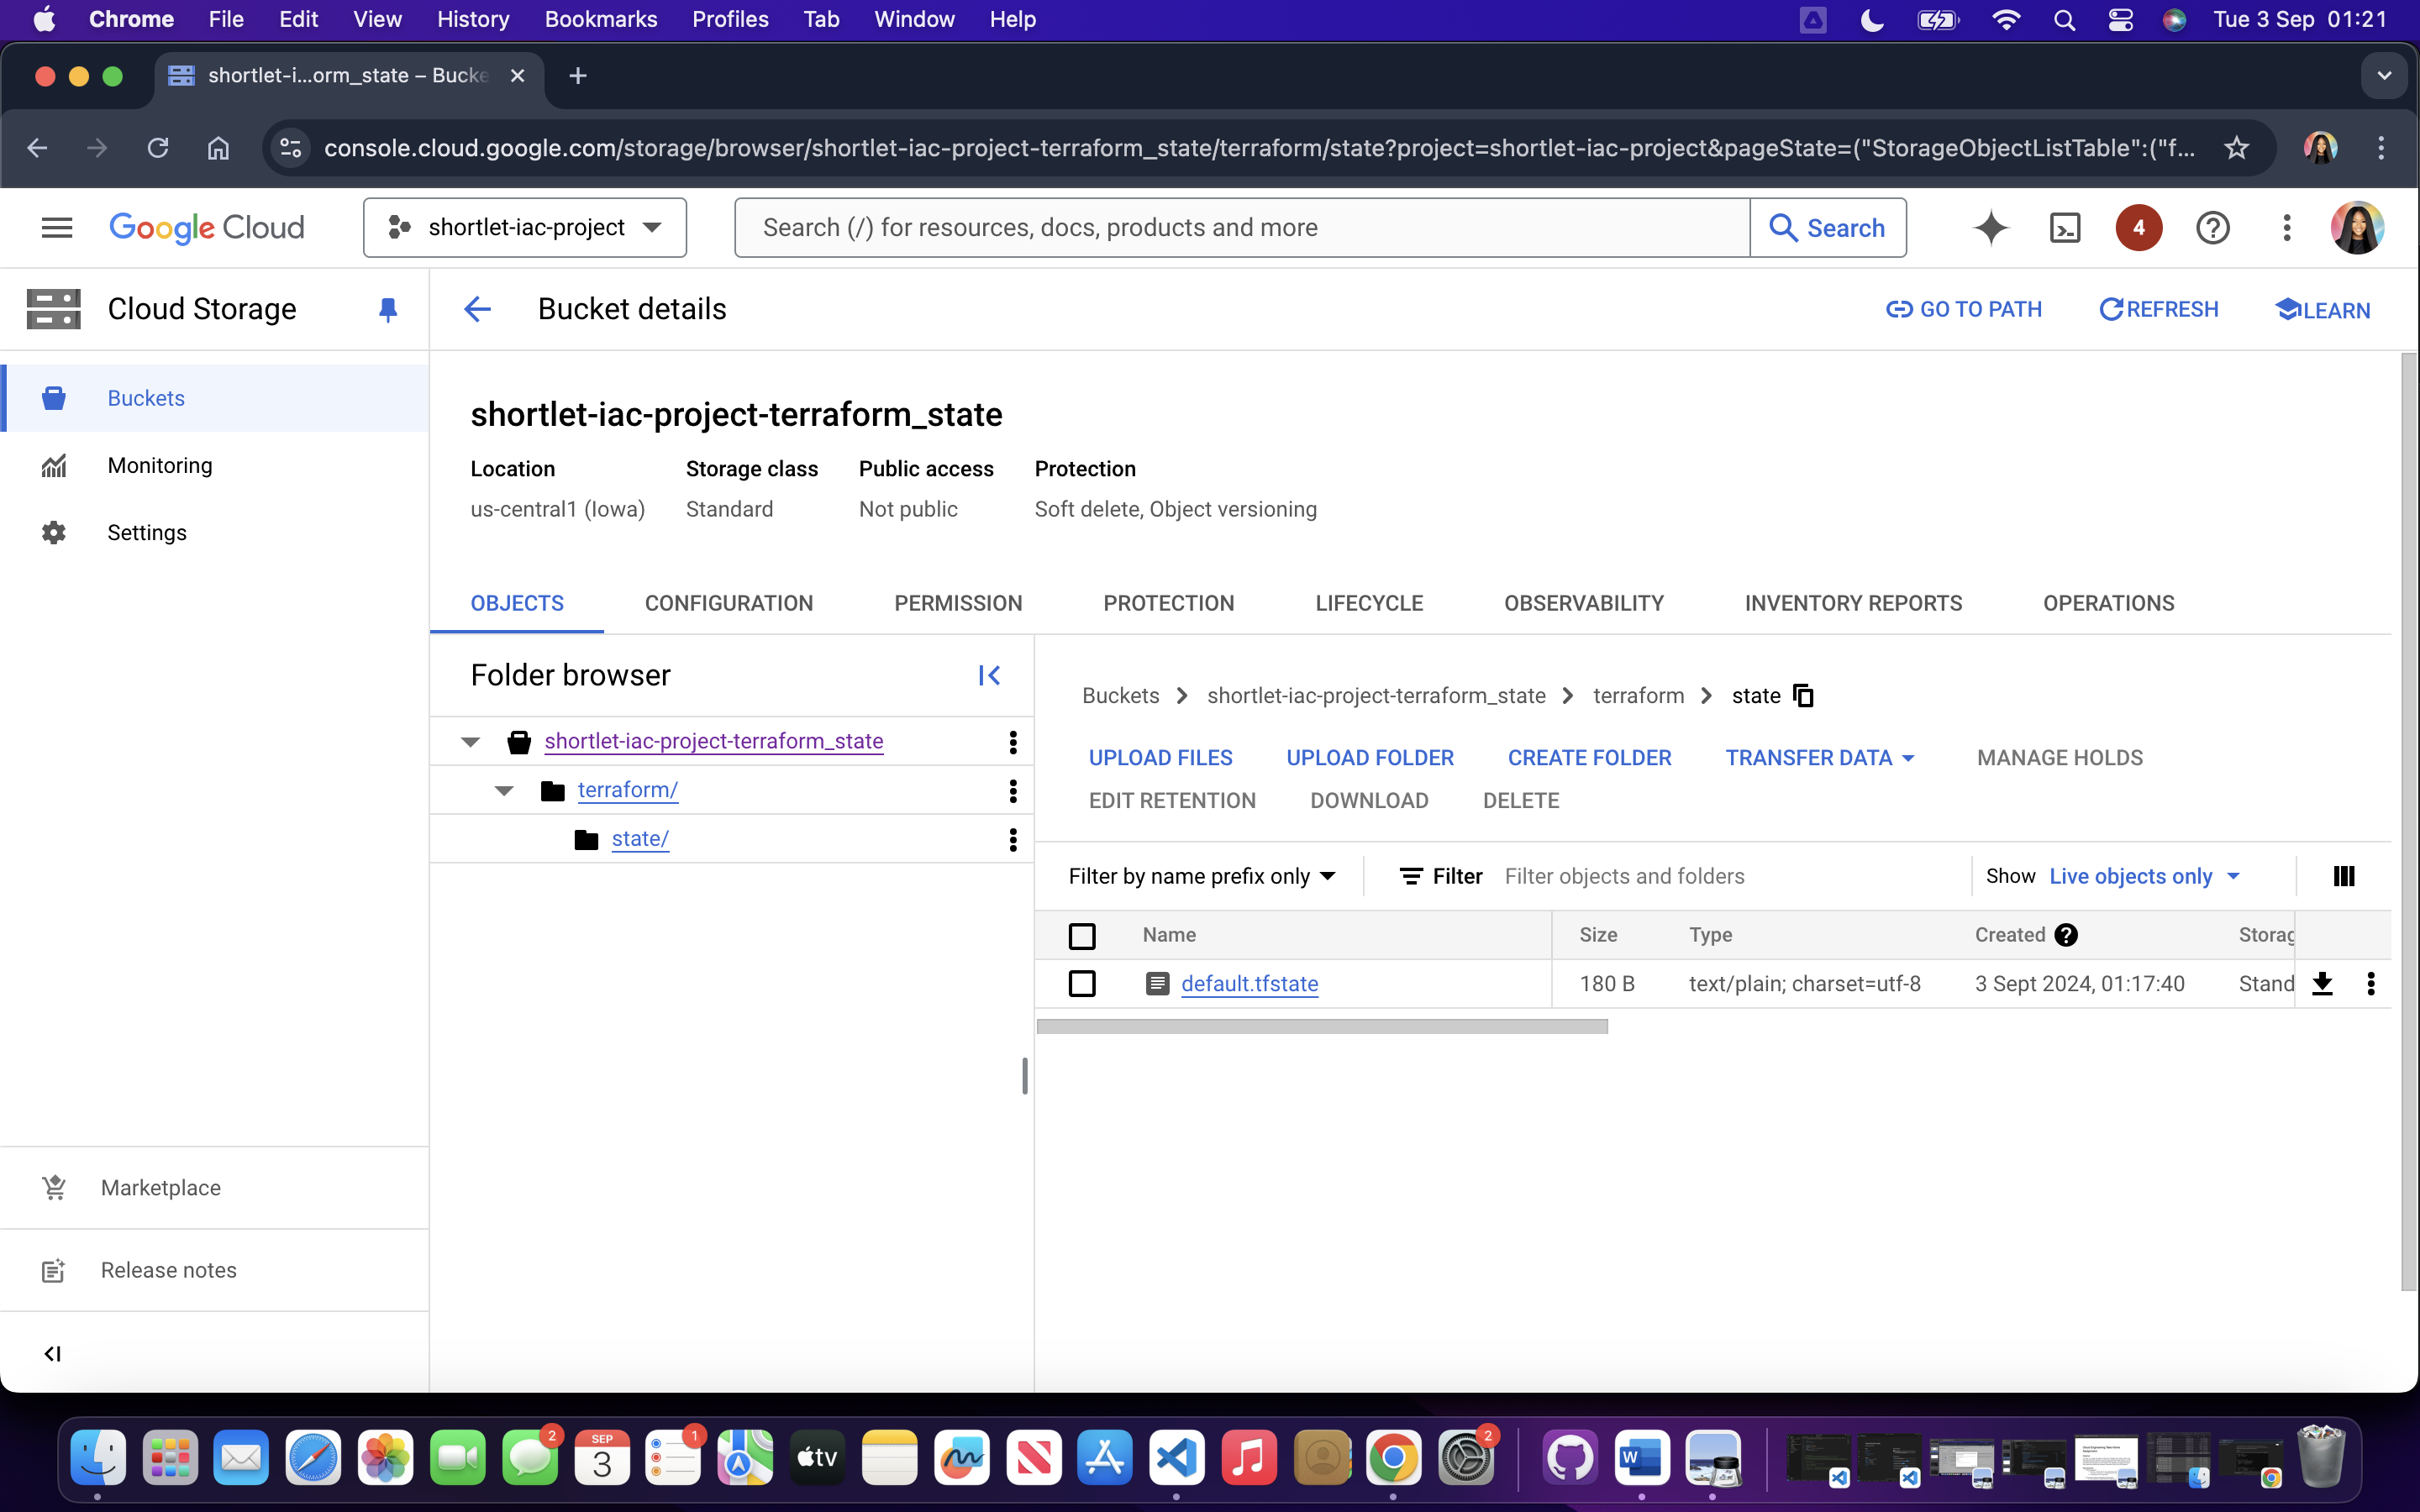 Chrome File Edit View History Bookmarks Profiles Tab Window Help Tue 3 Sep 01:21
shortlet-i...orm_state – Bucke
console.cloud.google.com/storage/browser/shortlet-iac-project-terraform_state/terraform/state?project=shortlet-iac-project&pageState=("StorageObjectListTable":("f...
Google Cloud shortlet-iac-project Search (/) for resources, docs, products and more Search 4
Cloud Storage
Bucket details GO TO PATH REFRESH LEARN
Buckets
Monitoring
Settings
Marketplace
Release notes
shortlet-iac-project-terraform_state
Location Storage class Public access Protection
us-central1 (Iowa) Standard Not public Soft delete, Object versioning
OBJECTS CONFIGURATION PERMISSION PROTECTION LIFECYCLE OBSERVABILITY INVENTORY REPORTS OPERATIONS
Folder browser
shortlet-iac-project-terraform_state
terraform/
state/
Buckets > shortlet-iac-project-terraform_state > terraform > state
UPLOAD FILES UPLOAD FOLDER CREATE FOLDER TRANSFER DATA MANAGE HOLDS
EDIT RETENTION DOWNLOAD DELETE
Filter by name prefix only Filter Filter objects and folders Show Live objects only
Name Size Type Created Storag
default.tfstate 180 B text/plain; charset=utf-8 3 Sept 2024, 01:17:40 Stand
2 SEP 3 1 tv 2